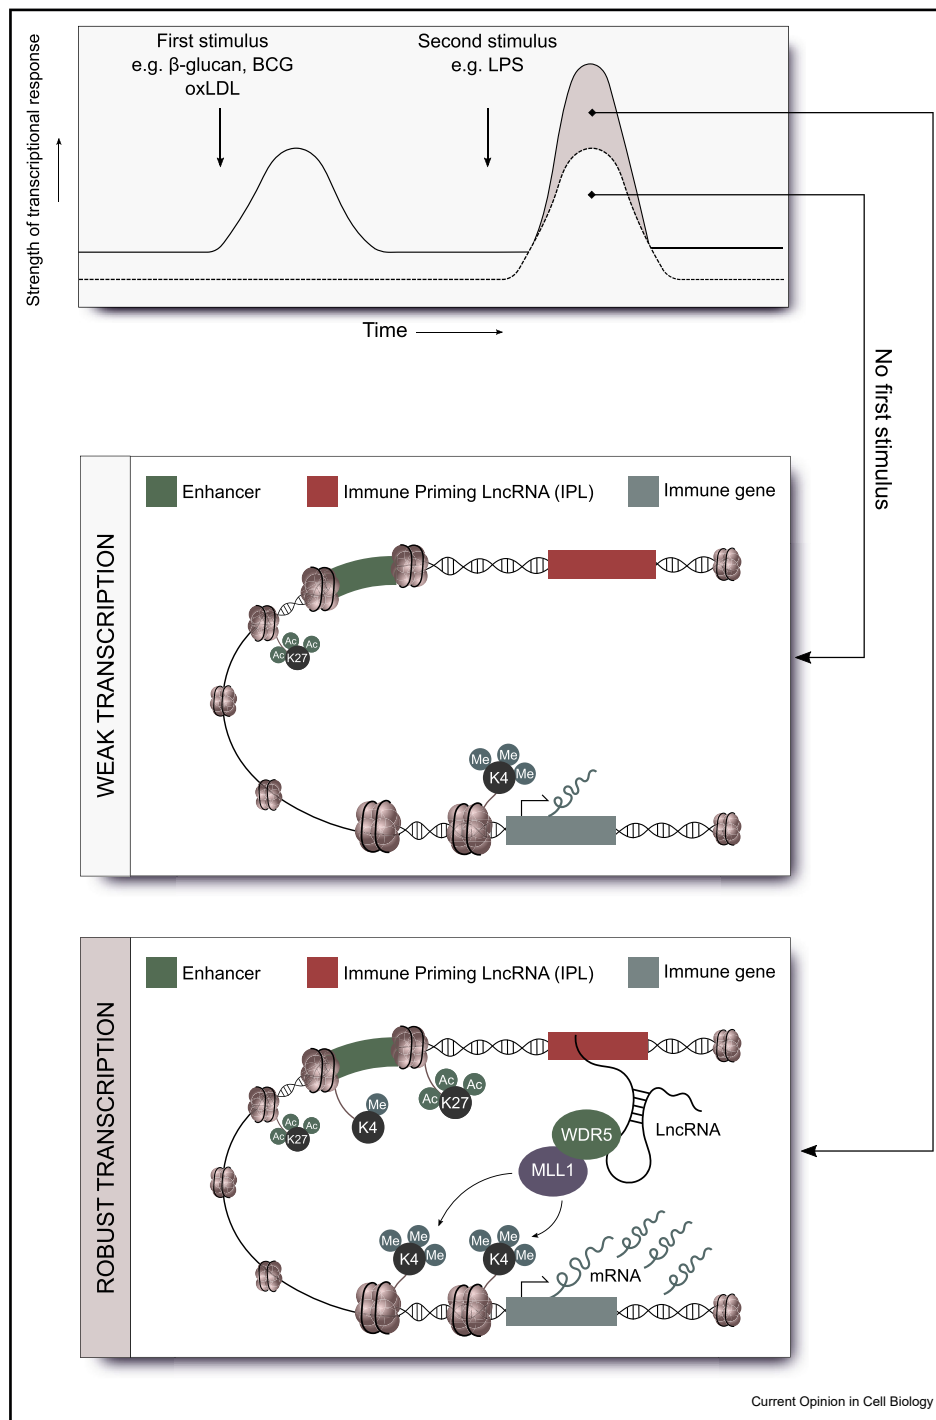 Strength of transcriptional response
First stimulus
e.g. β-glucan, BCG
oxLDL
Second stimulus
e.g. LPS
Time
No first stimulus
WEAK TRANSCRIPTION
Enhancer
Immune Priming LncRNA (IPL)
Immune gene
Ac
Ac
Ac
K27
Me
Me
Me
K4
ROBUST TRANSCRIPTION
Enhancer
Immune Priming LncRNA (IPL)
Immune gene
Ac
Ac
Ac
K27
Me
K4
Ac
Ac
Ac
K27
WDR5
LncRNA
MLL1
Me
Me
Me
K4
Me
Me
Me
K4
mRNA
Current Opinion in Cell Biology